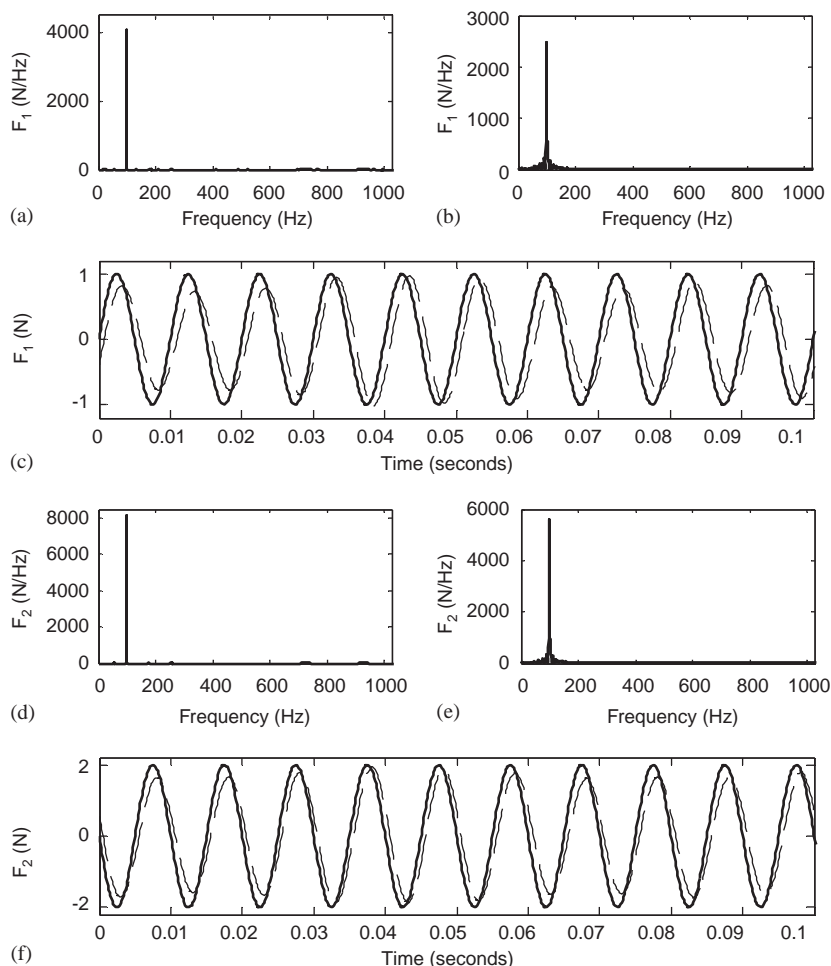 4000
2000
0
F1 (N/Hz)
0 200 400 600 800 1000
(a)
Frequency (Hz)
3000
2000
1000
0
F1 (N/Hz)
0 200 400 600 800 1000
(b)
Frequency (Hz)
1
0
-1
F1 (N)
0 0.01 0.02 0.03 0.04 0.05 0.06 0.07 0.08 0.09 0.1
(c)
Time (seconds)
8000
6000
4000
2000
0
F2 (N/Hz)
0 200 400 600 800 1000
(d)
Frequency (Hz)
6000
4000
2000
0
F2 (N/Hz)
0 200 400 600 800 1000
(e)
Frequency (Hz)
2
0
-2
F2 (N)
0 0.01 0.02 0.03 0.04 0.05 0.06 0.07 0.08 0.09 0.1
(f)
Time (seconds)